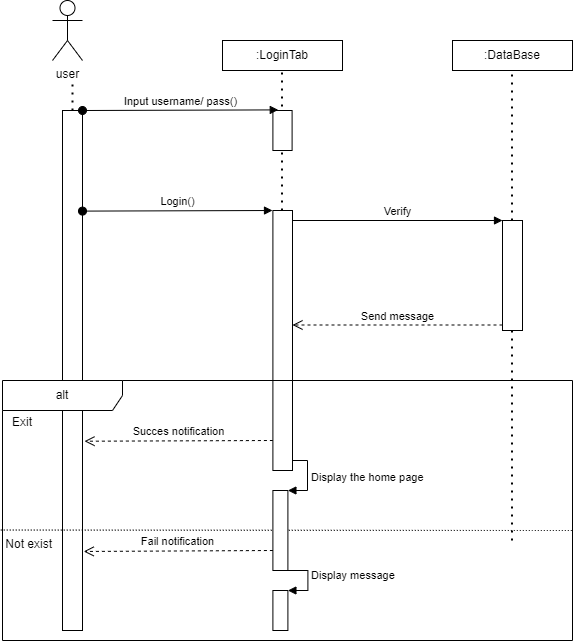 user
:LoginTab
:DataBase
Input username/ pass()
Login()
Verify
Send message
alt
Exit
Succes notification
Display the home page
Not exist
Fail notification
Display message